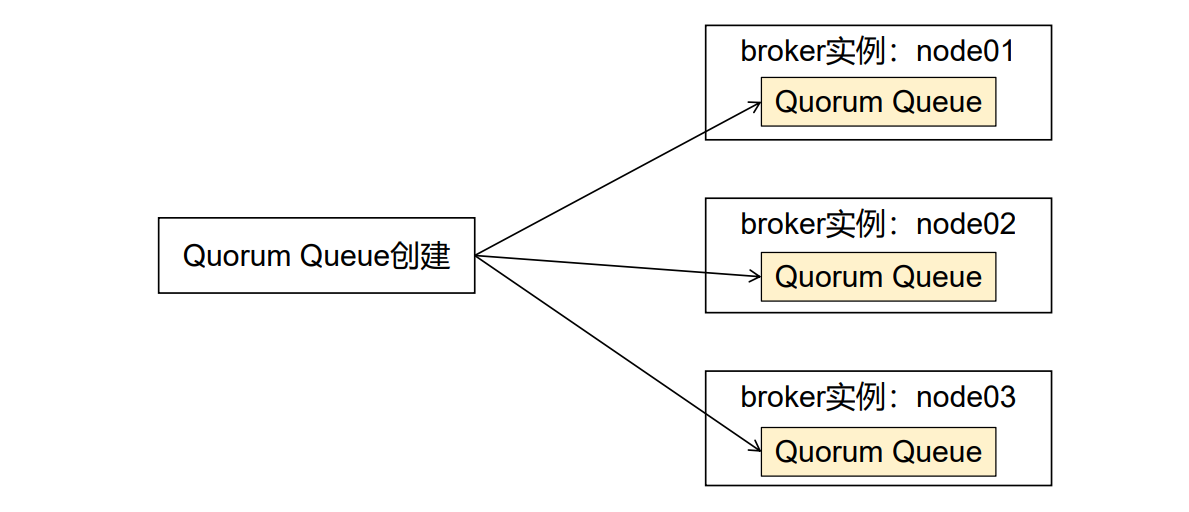 broker实例：node01
Quorum Queue
Quorum Queue创建
broker实例：node02
Quorum Queue
broker实例：node03
Quorum Queue